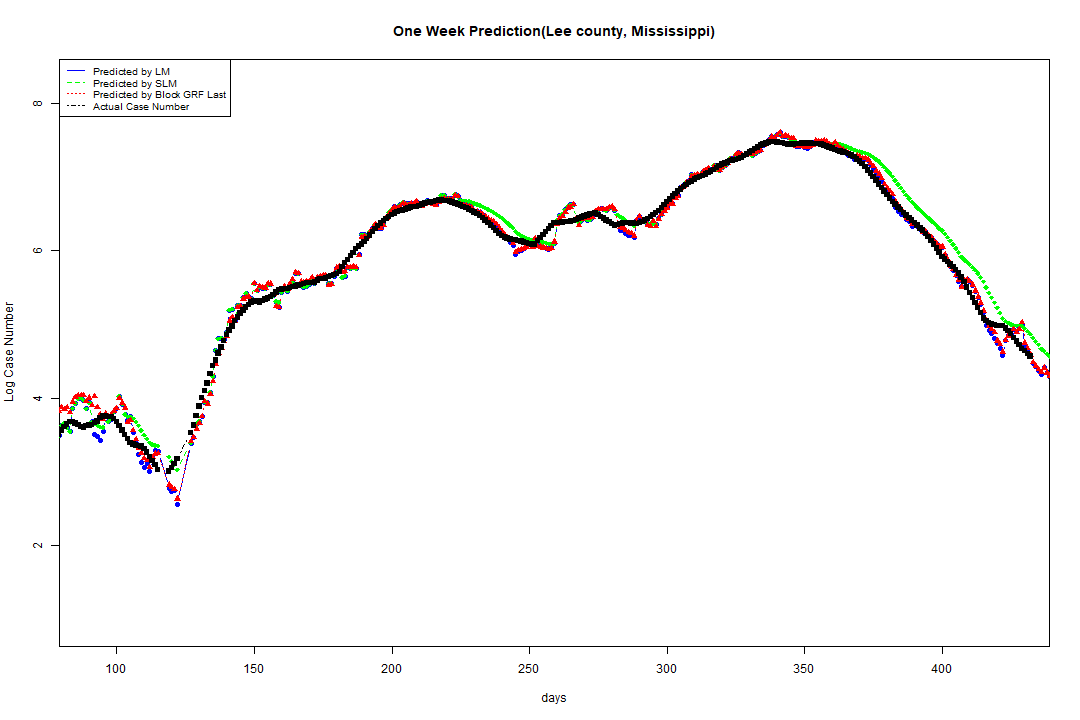 One Week Prediction(Lee county, Mississippi)
Predicted by LM
Predicted by SLM
Predicted by Block GRF Last
Actual Case Number
8
6
4
2
Log Case Number
100 150 200 250 300 350 400
days